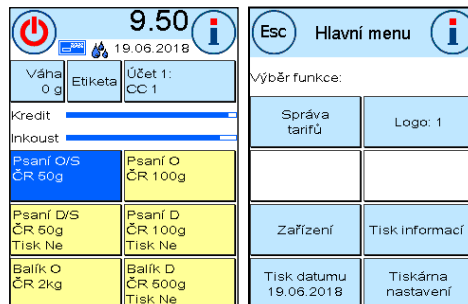 9.50
19.06.2018
Váha
0 g
Etiketa
Účet 1:
CC 1
Kredit
Inkoust
Psaní O/S
ČR 50g
Psaní O
ČR 100g
Psaní D/S
ČR 50g
Tisk Ne
Psaní D
ČR 100g
Tisk Ne
Balík O
ČR 2kg
Balík D
ČR 500g
Tisk Ne
Esc
Hlavní menu
Výběr funkce:
Správa
tarifů
Logo: 1
Zařízení
Tisk informací
Tisk datumu
19.06.2018
Tiskárna
nastavení